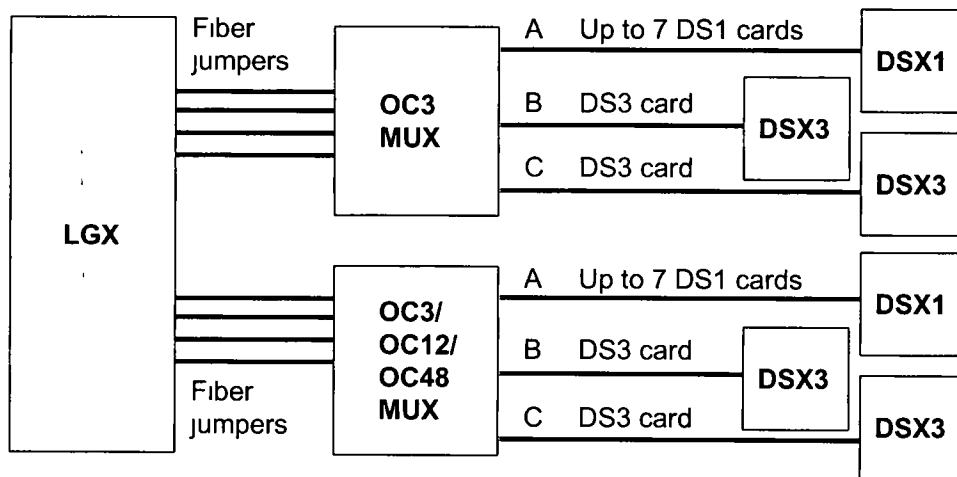 Fiber
jumpers
LGX
OC3
MUX
A Up to 7 DS1 cards
DSX1
B DS3 card
DSX3
C DS3 card
DSX3
Fiber
jumpers
OC3/
OC12/
OC48
MUX
A Up to 7 DS1 cards
DSX1
B DS3 card
DSX3
C DS3 card
DSX3